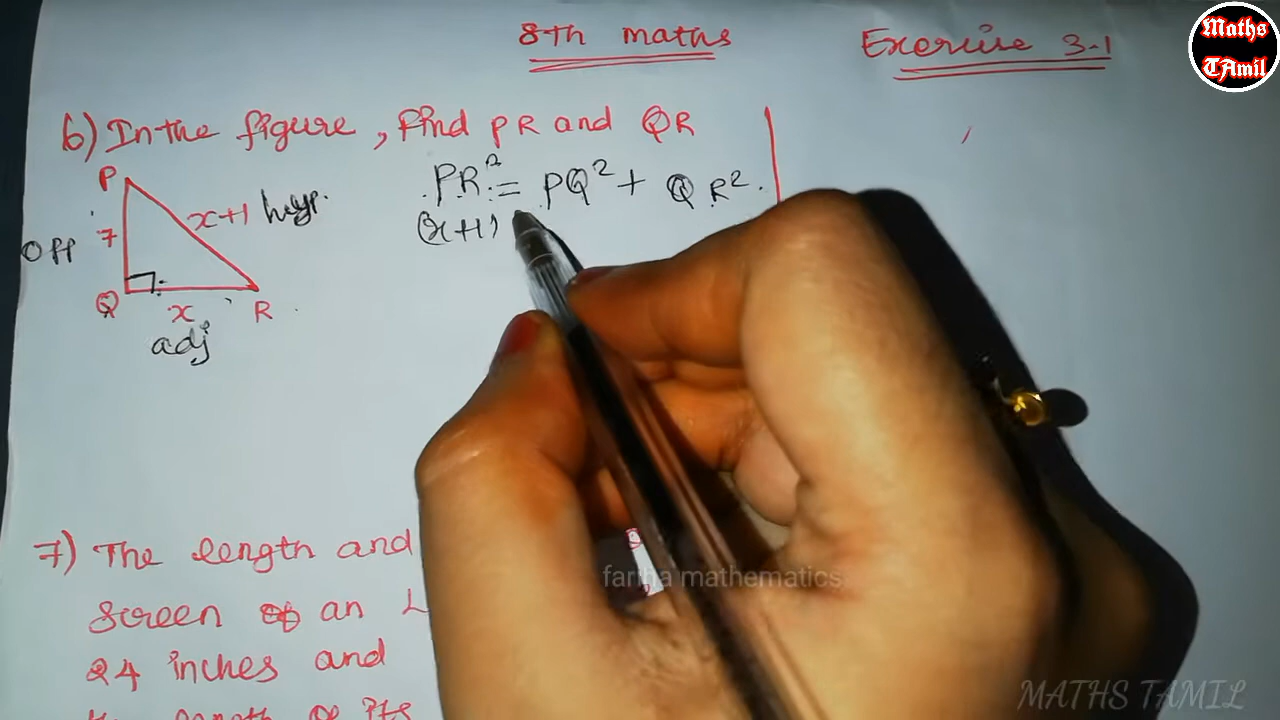 8th maths
Exercise 3.1
Maths
TAmil
6) In the figure, Find PR and QR
P
x+1 hyp.
opp 7
Q x R
adj
PR² = PQ² + QR².
(x+1)
7) The length and
screen of an L
24 inches and
farina mathematics
MATHS TAMIL